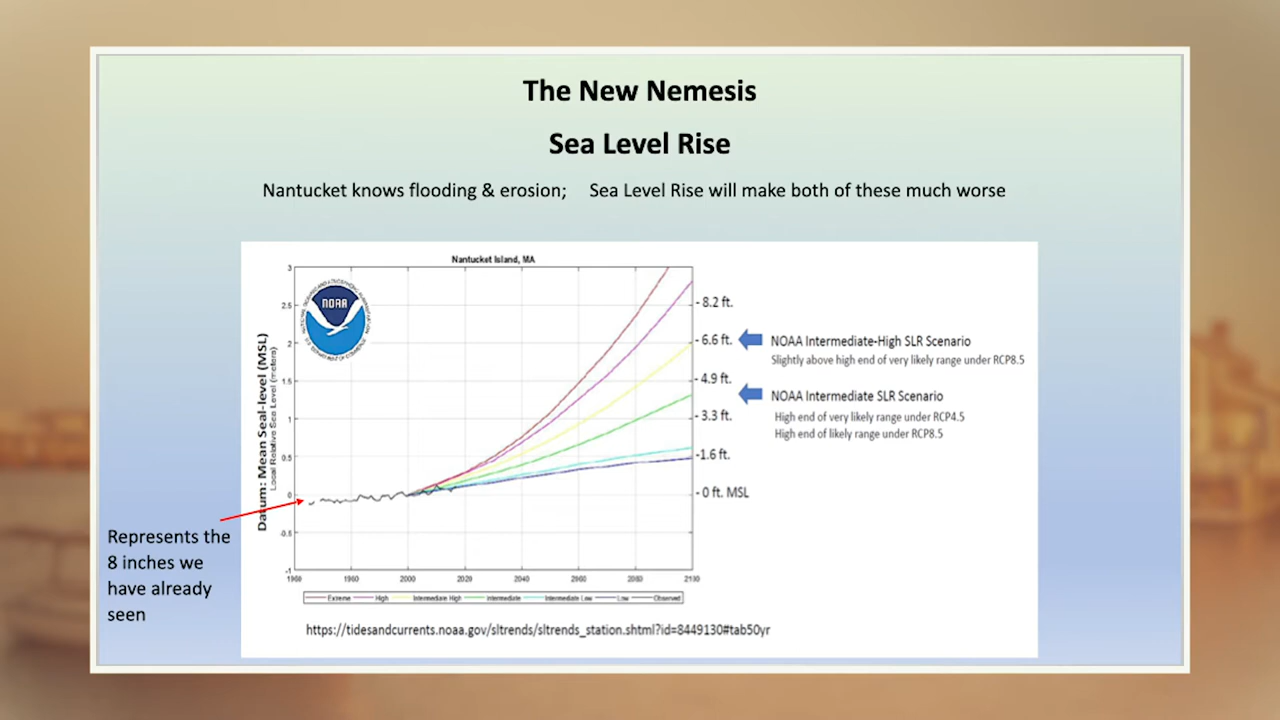 The New Nemesis
Sea Level Rise
Nantucket knows flooding & erosion; Sea Level Rise will make both of these much worse
Nantucket Island, MA
NOAA
Datum: Mean Seal-level (MSL)
Local Relative Sea Level (meters)
3
2.5
2
1.5
1
0.5
0
-0.5
-1
1960
1980
2000
2020
2040
2060
2080
2100
- 8.2 ft.
- 6.6 ft.
- 4.9 ft.
- 3.3 ft.
- 1.6 ft.
- 0 ft. MSL
NOAA Intermediate-High SLR Scenario
Slightly above high end of very likely range under RCP8.5
NOAA Intermediate SLR Scenario
High end of very likely range under RCP4.5
High end of likely range under RCP8.5
Extreme High Intermediate High Intermediate Intermediate Low Low Observed
https://tidesandcurrents.noaa.gov/sltrends/sltrends_station.shtml?id=8449130#tab50yr
Represents the
8 inches we
have already
seen